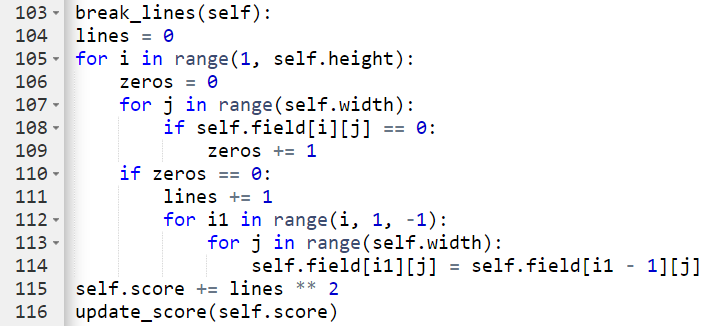 103 break_lines(self):
104 lines = 0
105 for i in range(1, self.height):
106     zeros = 0
107     for j in range(self.width):
108         if self.field[i][j] == 0:
109             zeros += 1
110     if zeros == 0:
111         lines += 1
112         for i1 in range(i, 1, -1):
113             for j in range(self.width):
114                 self.field[i1][j] = self.field[i1 - 1][j]
115 self.score += lines ** 2
116 update_score(self.score)